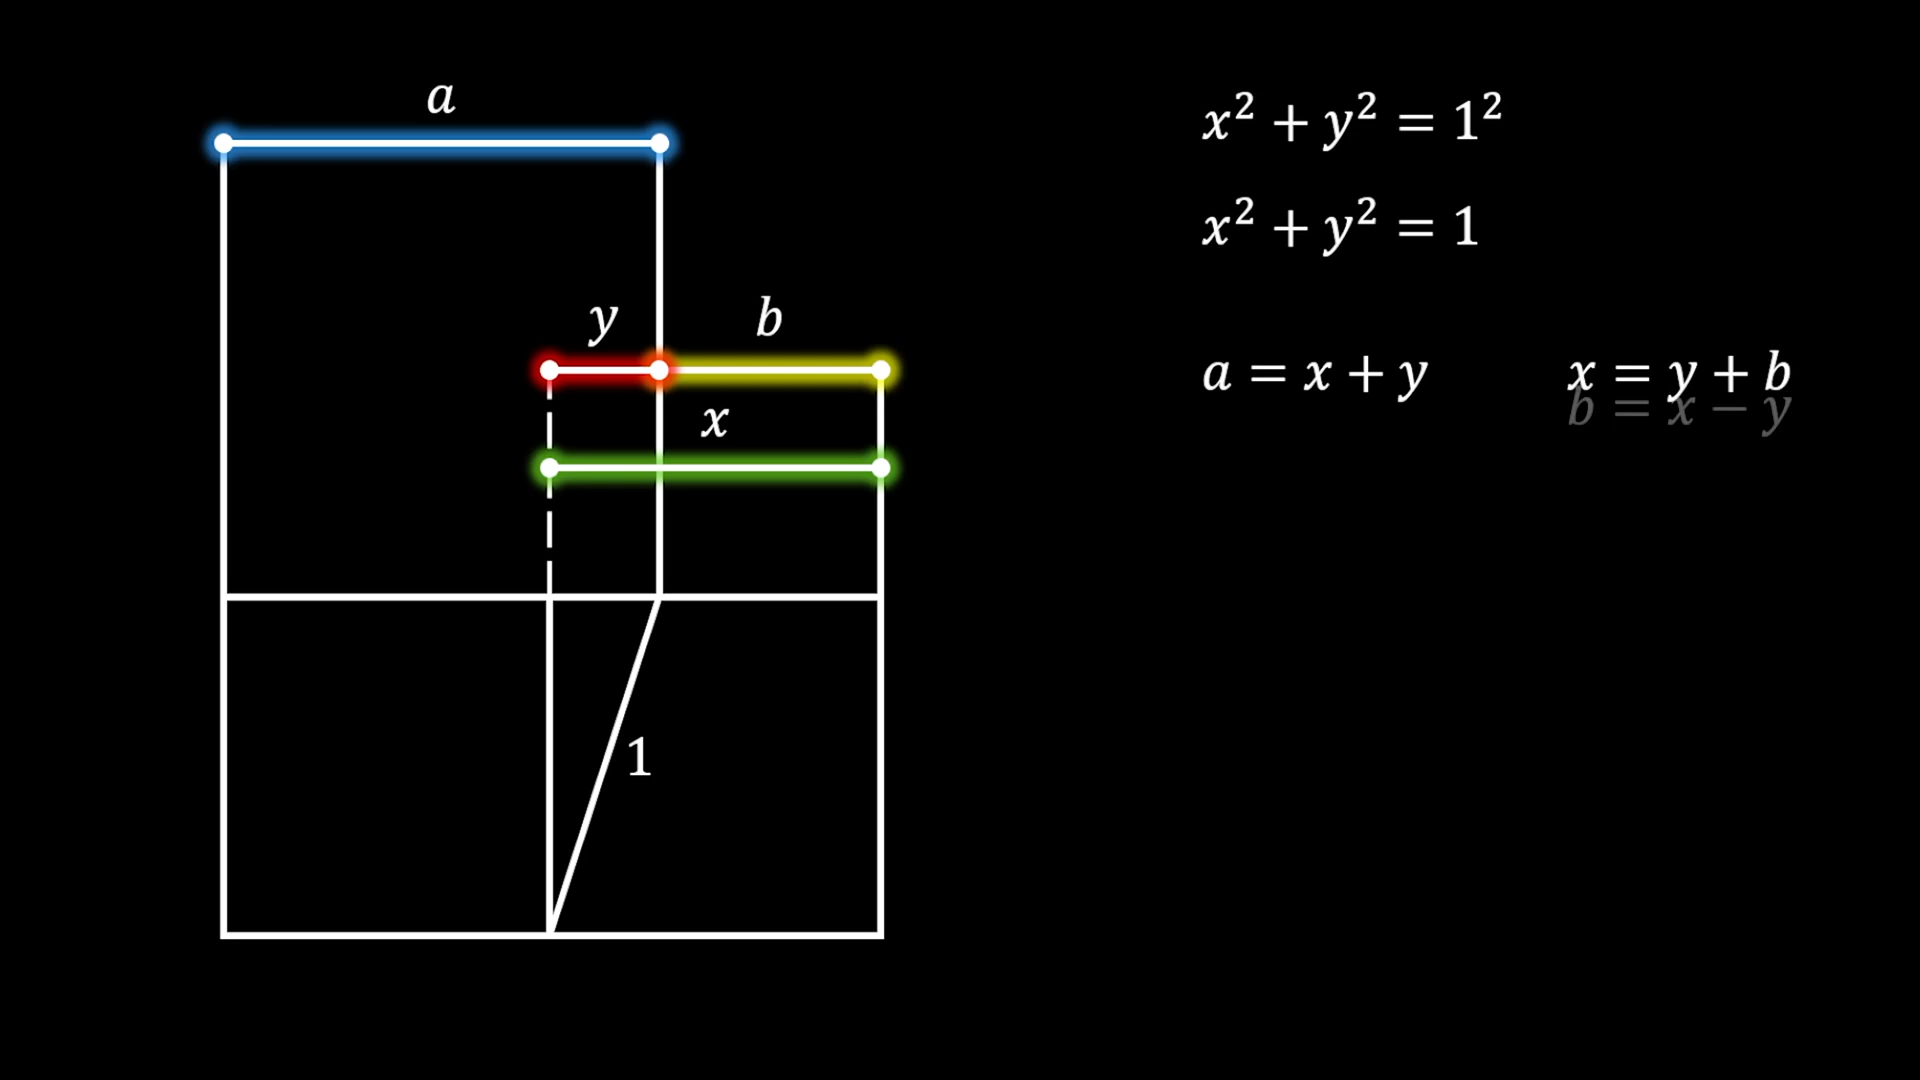 a
y
b
x
1
x² + y² = 1²
x² + y² = 1
a = x + y
x = y + b
b = x − y